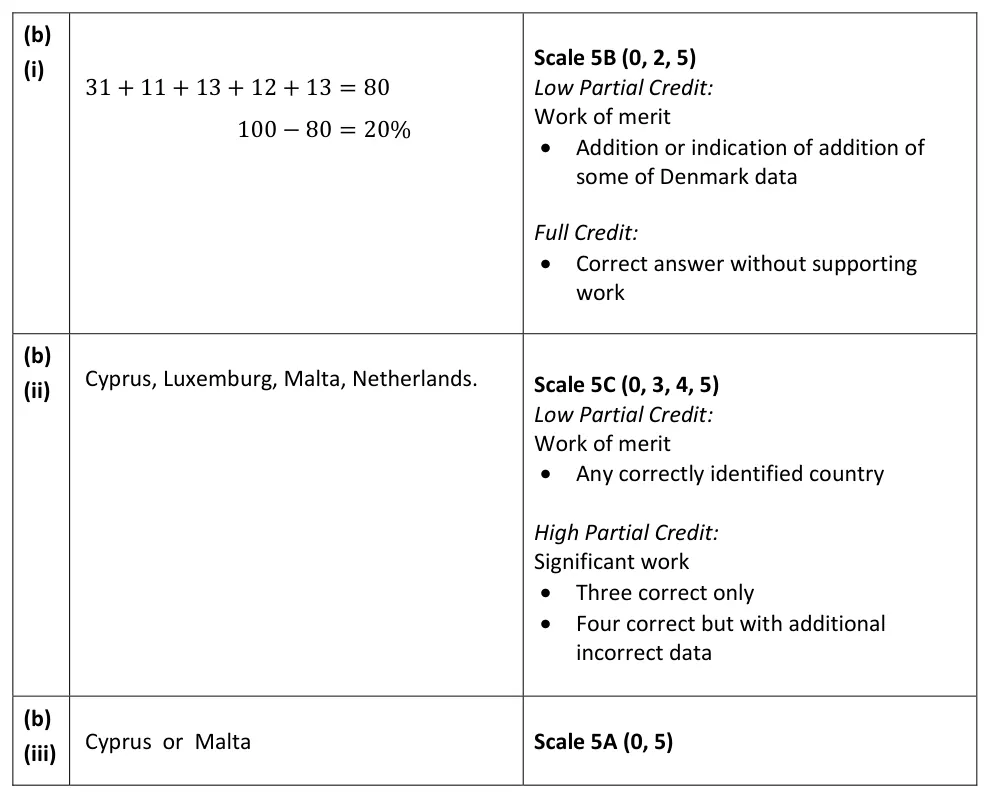 (b)
(i)
31 + 11 + 13 + 12 + 13 = 80
100 − 80 = 20%
Scale 5B (0, 2, 5)
Low Partial Credit:
Work of merit
• Addition or indication of addition of
some of Denmark data
Full Credit:
• Correct answer without supporting
work
(b)
(ii)
Cyprus, Luxemburg, Malta, Netherlands.
Scale 5C (0, 3, 4, 5)
Low Partial Credit:
Work of merit
• Any correctly identified country
High Partial Credit:
Significant work
• Three correct only
• Four correct but with additional
incorrect data
(b)
(iii)
Cyprus or Malta
Scale 5A (0, 5)